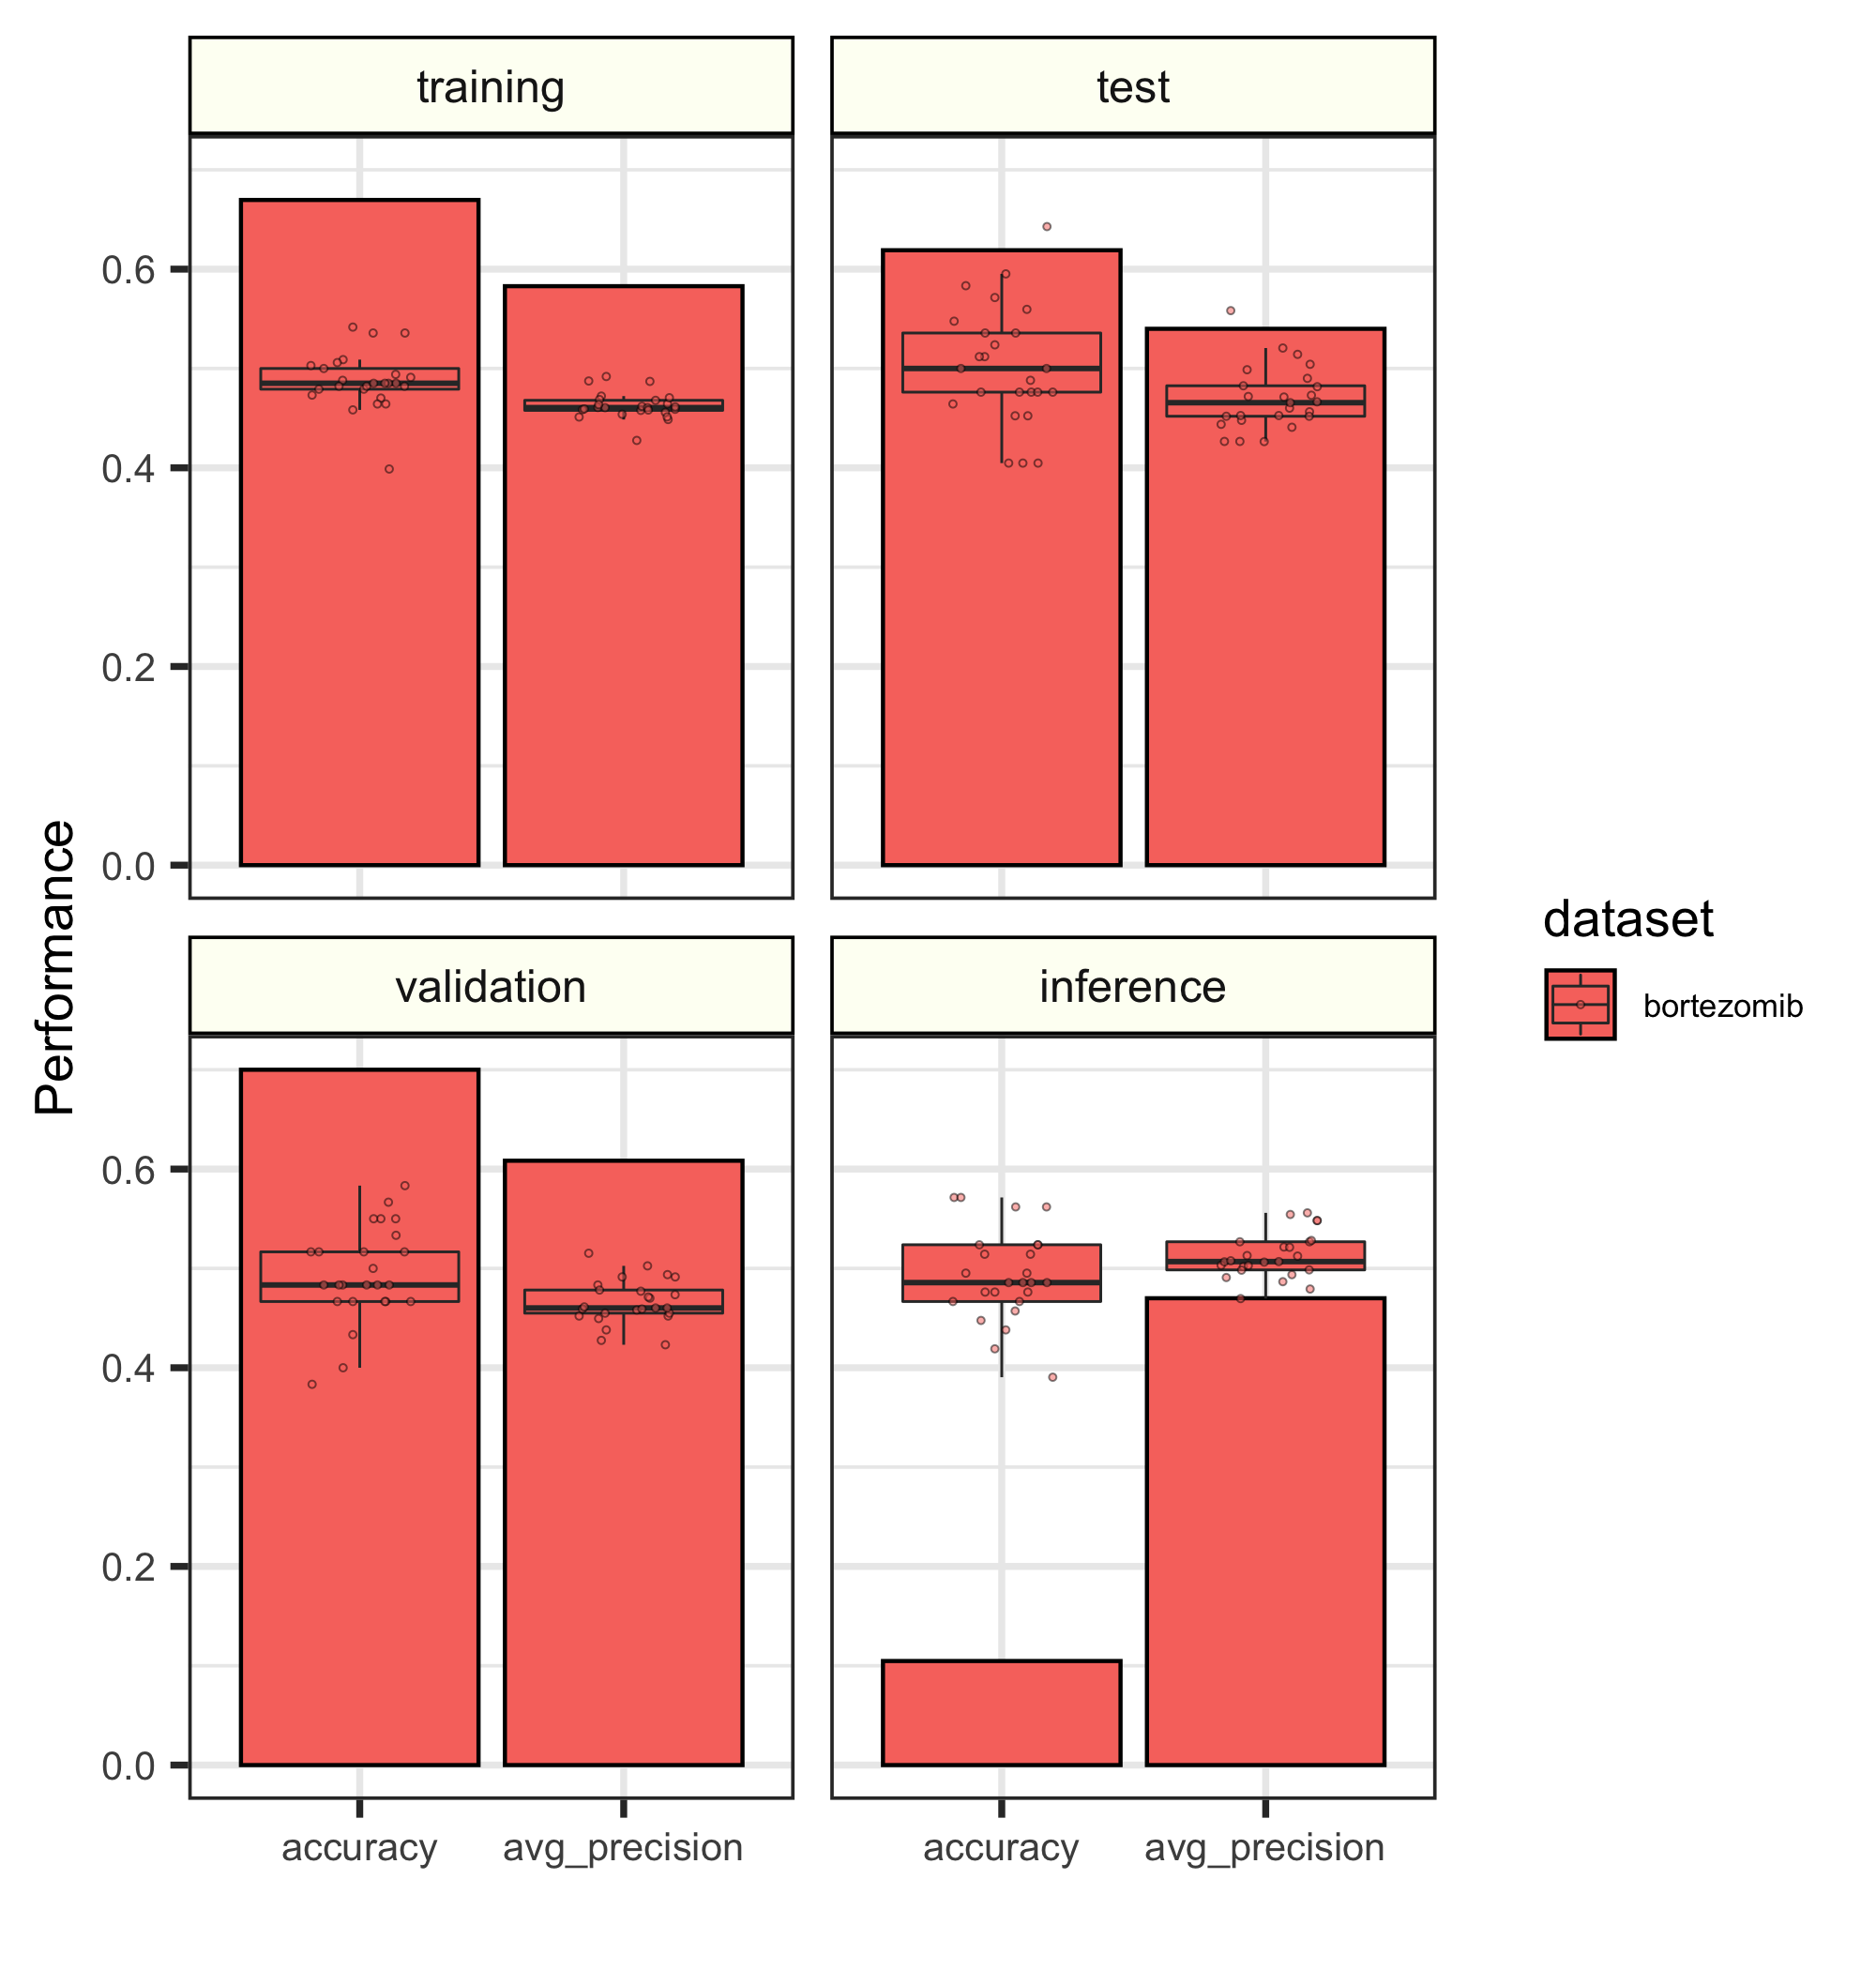 training
test
0.6
0.4
0.2
0.0
validation
inference
0.6
0.4
0.2
0.0
accuracy
avg_precision
accuracy
avg_precision
Performance
dataset
bortezomib